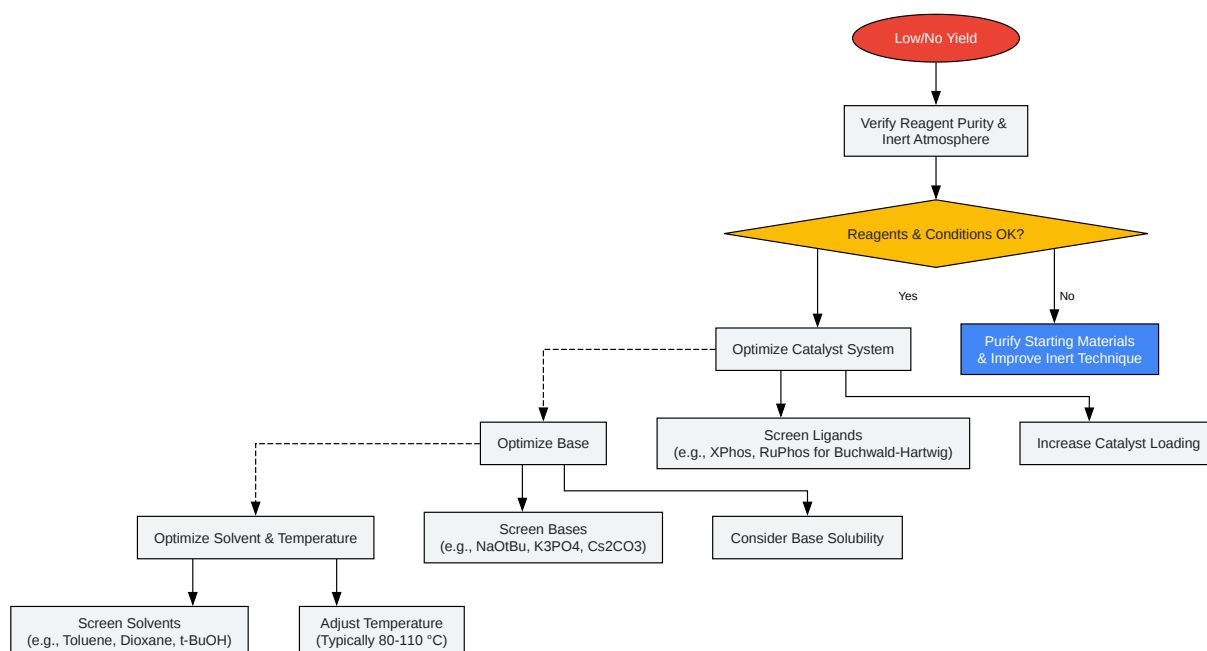 Low/No Yield
Verify Reagent Purity &
Inert Atmosphere
Reagents & Conditions OK?
Yes
No
Optimize Catalyst System
Purify Starting Materials
& Improve Inert Technique
Optimize Base
Screen Ligands
(e.g., XPhos, RuPhos for Buchwald-Hartwig)
Increase Catalyst Loading
Optimize Solvent & Temperature
Screen Bases
(e.g., NaOtBu, K3PO4, Cs2CO3)
Consider Base Solubility
Screen Solvents
(e.g., Toluene, Dioxane, t-BuOH)
Adjust Temperature
(Typically 80-110 °C)